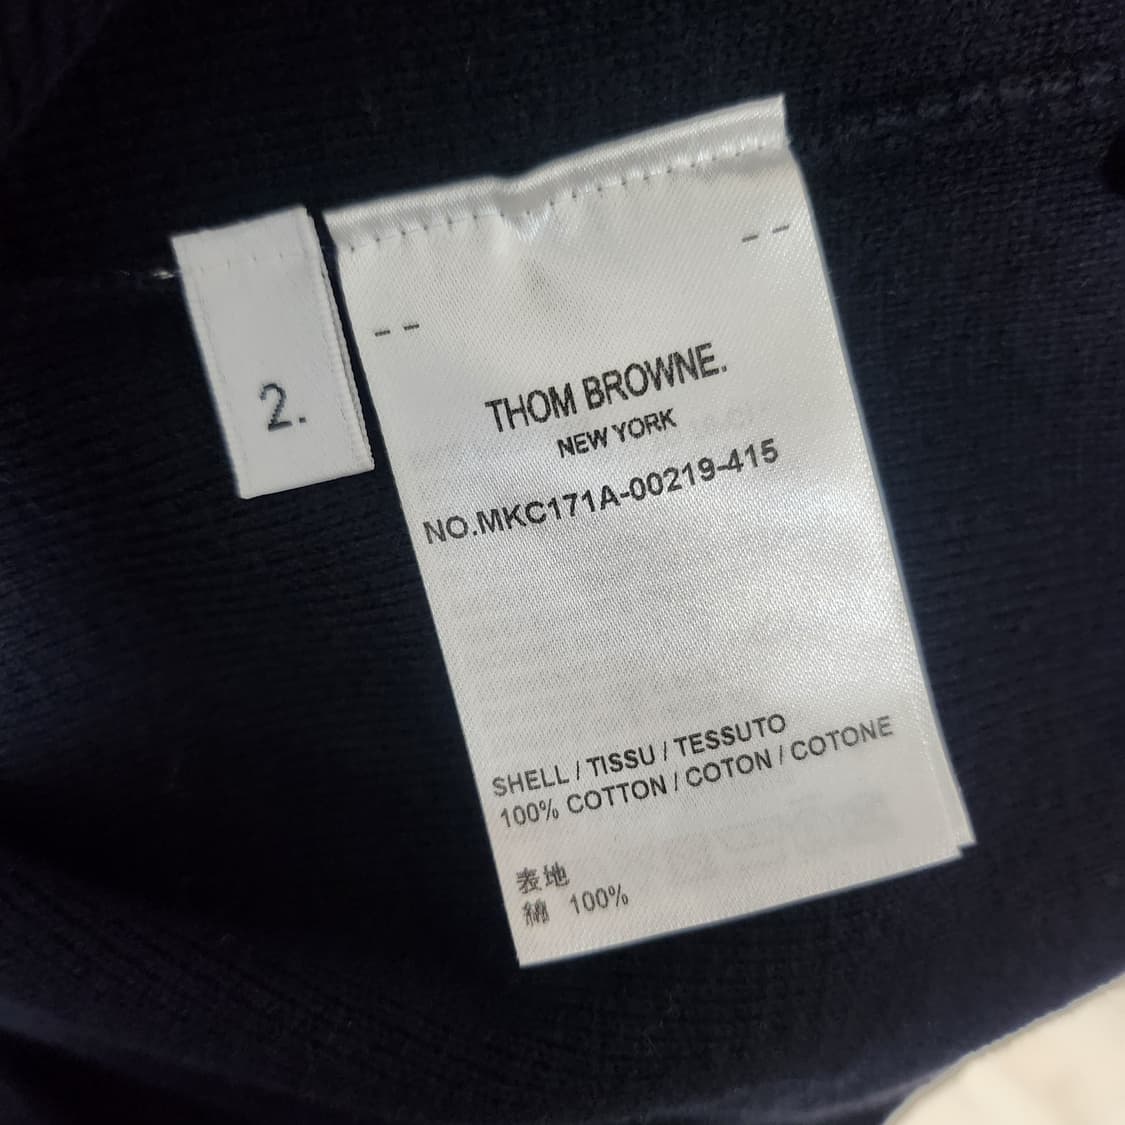 2.
THOM BROWNE.
NEW YORK
NO.MKC171A-00219-415
SHELL / TISSU / TESSUTO
100% COTTON / COTON / COTONE
表地
綿 100%